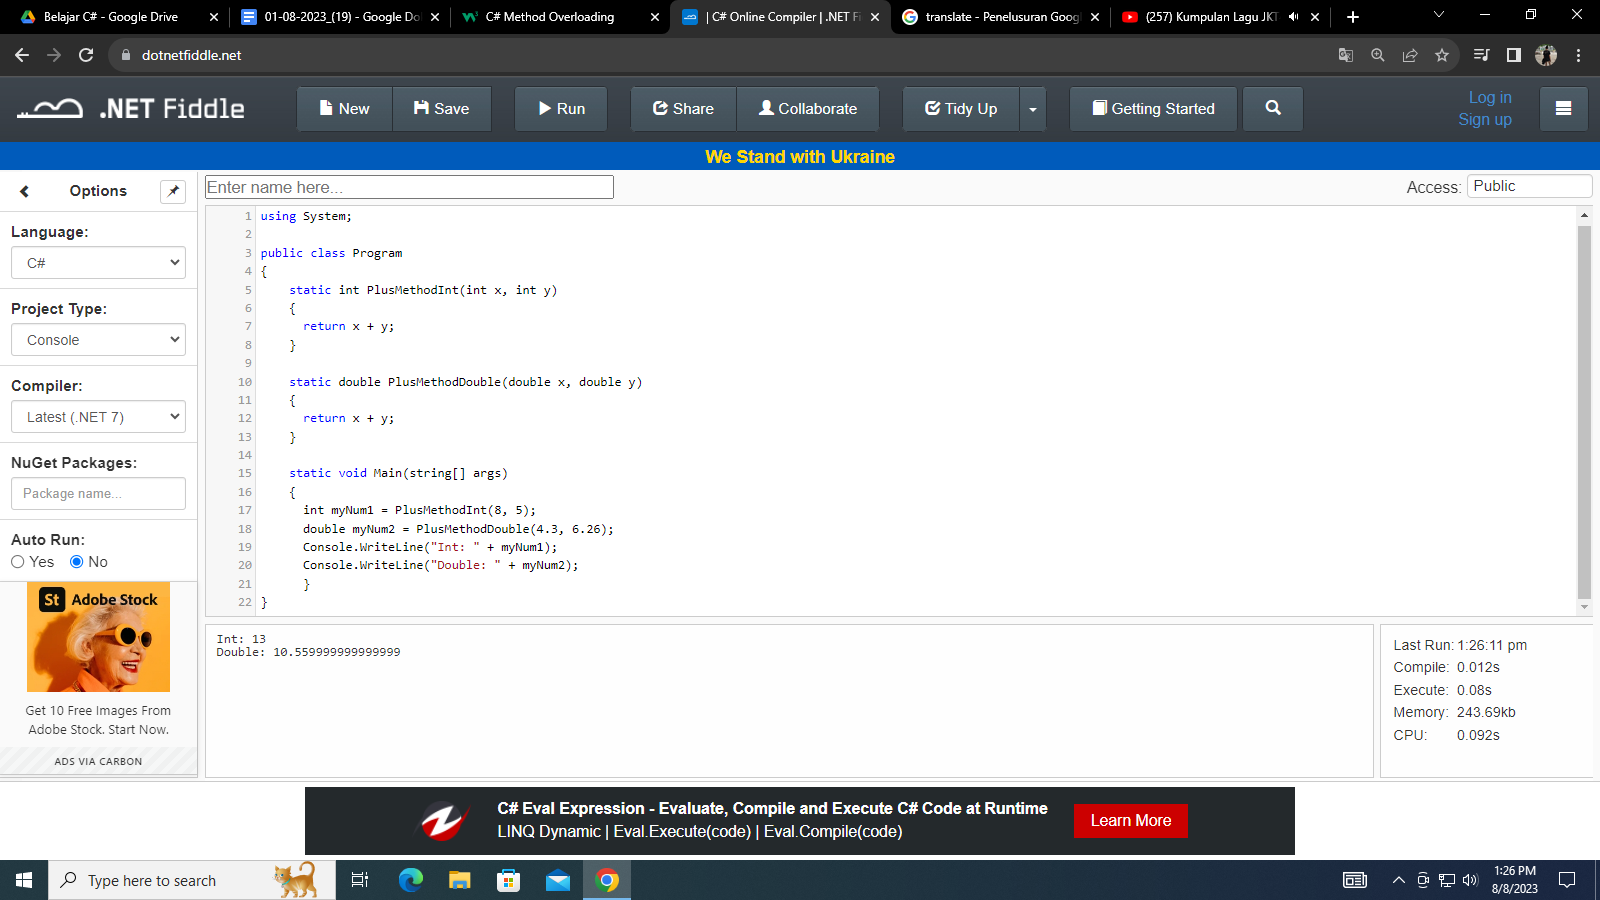 Belajar C# - Google Drive
01-08-2023_(19) - Google Do
C# Method Overloading
| C# Online Compiler | .NET Fi
translate - Penelusuran Goog
(257) Kumpulan Lagu JKT
dotnetfiddle.net
.NET Fiddle
New
Save
Run
Share
Collaborate
Tidy Up
Getting Started
Log in
Sign up
We Stand with Ukraine
Options
Enter name here...
Access: Public
Language:
C#
Project Type:
Console
Compiler:
Latest (.NET 7)
NuGet Packages:
Package name...
Auto Run:
Yes No
St Adobe Stock
Get 10 Free Images From
Adobe Stock. Start Now.
ADS VIA CARBON
1 using System;
2
3 public class Program
4 {
5 static int PlusMethodInt(int x, int y)
6 {
7 return x + y;
8 }
9
10 static double PlusMethodDouble(double x, double y)
11 {
12 return x + y;
13 }
14
15 static void Main(string[] args)
16 {
17 int myNum1 = PlusMethodInt(8, 5);
18 double myNum2 = PlusMethodDouble(4.3, 6.26);
19 Console.WriteLine("Int: " + myNum1);
20 Console.WriteLine("Double: " + myNum2);
21 }
22 }
Int: 13
Double: 10.559999999999999
Last Run: 1:26:11 pm
Compile: 0.012s
Execute: 0.08s
Memory: 243.69kb
CPU: 0.092s
C# Eval Expression - Evaluate, Compile and Execute C# Code at Runtime
LINQ Dynamic | Eval.Execute(code) | Eval.Compile(code)
Learn More
Type here to search
1:26 PM
8/8/2023